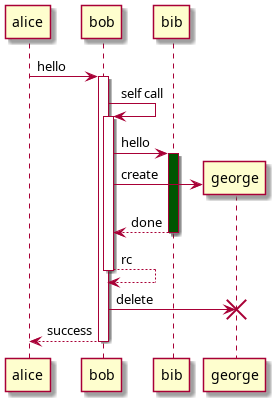 alice
bob
bib
hello
self call
hello
create
george
done
rc
delete
success
alice
bob
bib
george